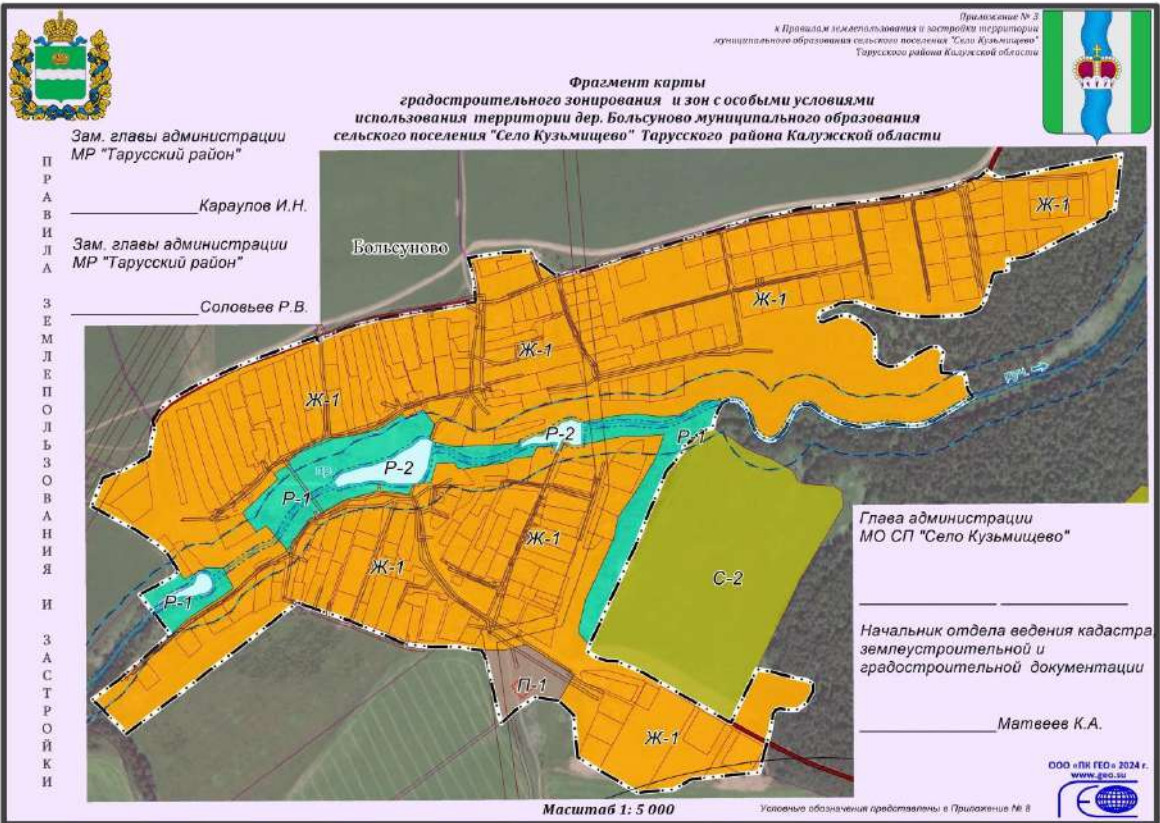 Приложение № 3
к Правилам землепользования и застройки территории
муниципального образования сельского поселения "Село Кузьмищево"
Тарусского района Калужской области
Фрагмент карты
градостроительного зонирования и зон с особыми условиями
использования территории дер. Больсуново муниципального образования
сельского поселения "Село Кузьмищево" Тарусского района Калужской области
Зам. главы администрации
МР "Тарусский район"
Караулов И.Н.
Зам. главы администрации
МР "Тарусский район"
Соловьев Р.В.
ПРАВИЛА ЗЕМЛЕПОЛЬЗОВАНИЯ И ЗАСТРОЙКИ
Больсуново
Ж-1
Ж-1
Ж-1
Ж-1
руч.
Р-2
Р-1
Р-2
пр.
Р-1
Ж-1
Ж-1
С-2
Р-1
П-1
Ж-1
Глава администрации
МО СП "Село Кузьмищево"
Начальник отдела ведения кадастра,
землеустроительной и
градостроительной документации
Матвеев К.А.
ООО «ПК ГЕО» 2024 г.
www.geo.su
ГЕО
Масштаб 1: 5 000
Условные обозначения представлены в Приложение № 8